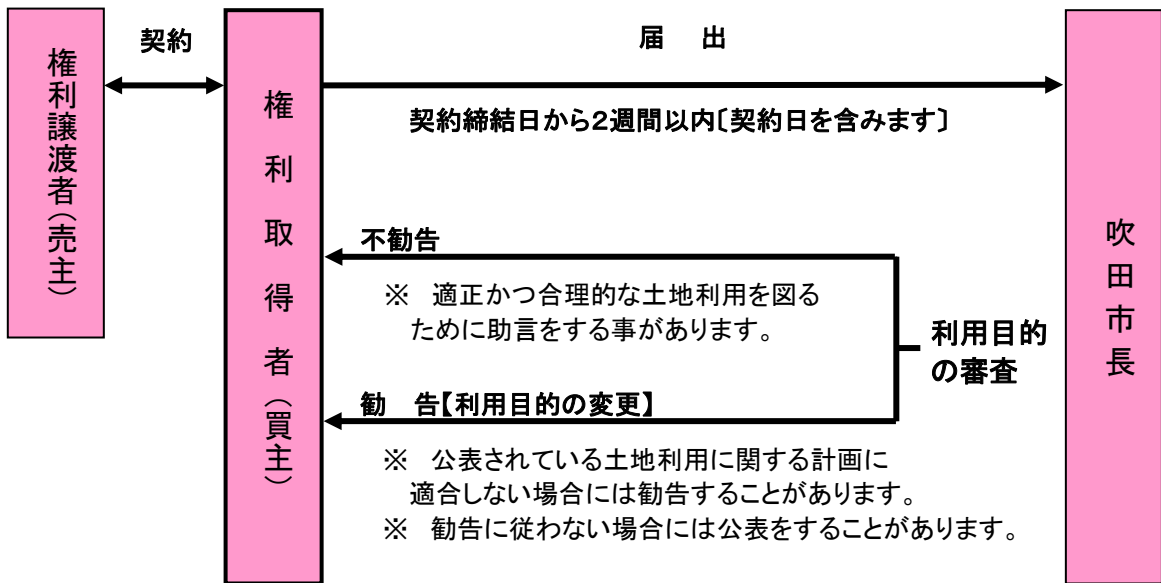 権利譲渡者（売主）
契約
権利取得者（買主）
届　出
契約締結日から2週間以内〔契約日を含みます〕
不勧告
※　適正かつ合理的な土地利用を図る
ために助言をする事があります。
利用目的
の審査
勧　告【利用目的の変更】
※　公表されている土地利用に関する計画に
適合しない場合には勧告することがあります。
※　勧告に従わない場合には公表をすることがあります。
吹田市長